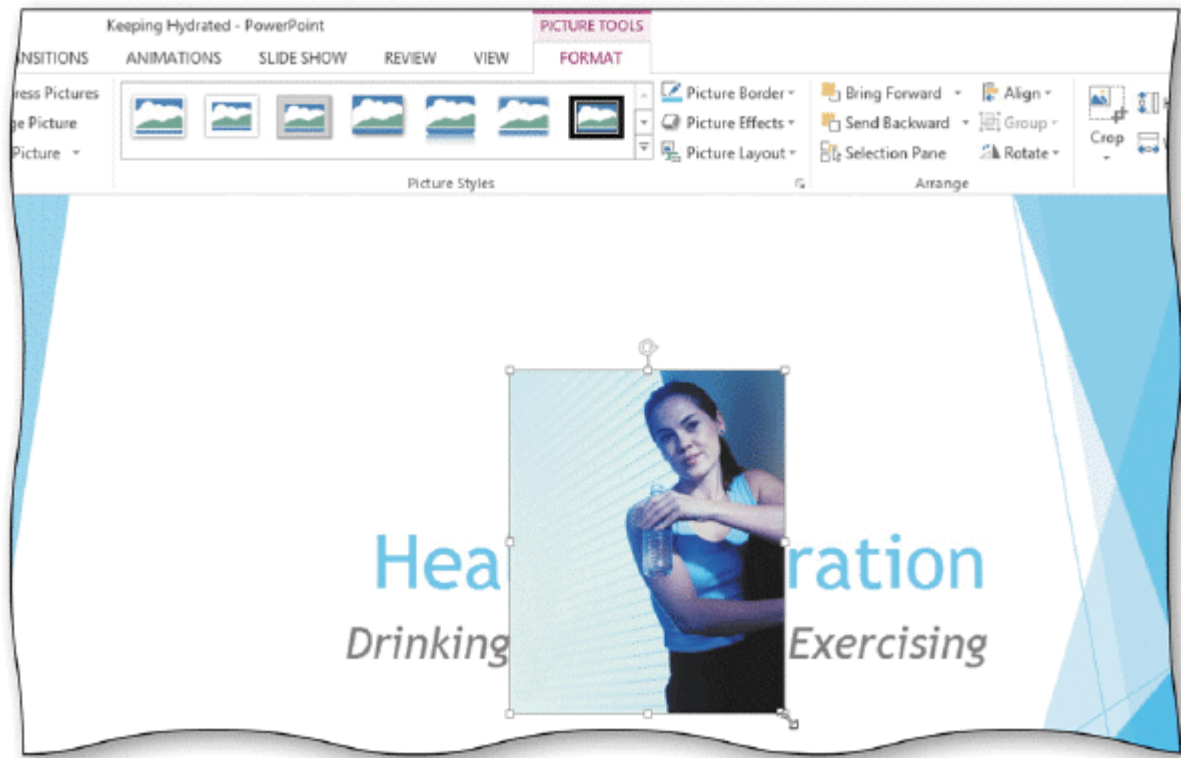 Keeping Hydrated - PowerPoint
PICTURE TOOLS
NSITIONS ANIMATIONS SLIDE SHOW REVIEW VIEW FORMAT
ress Pictures
ge Picture
Picture
Picture Border
Picture Effects
Picture Layout
Picture Styles
Bring Forward
Send Backward
Selection Pane
Align
Group
Rotate
Arrange
Crop
Hea ration
Drinking Exercising